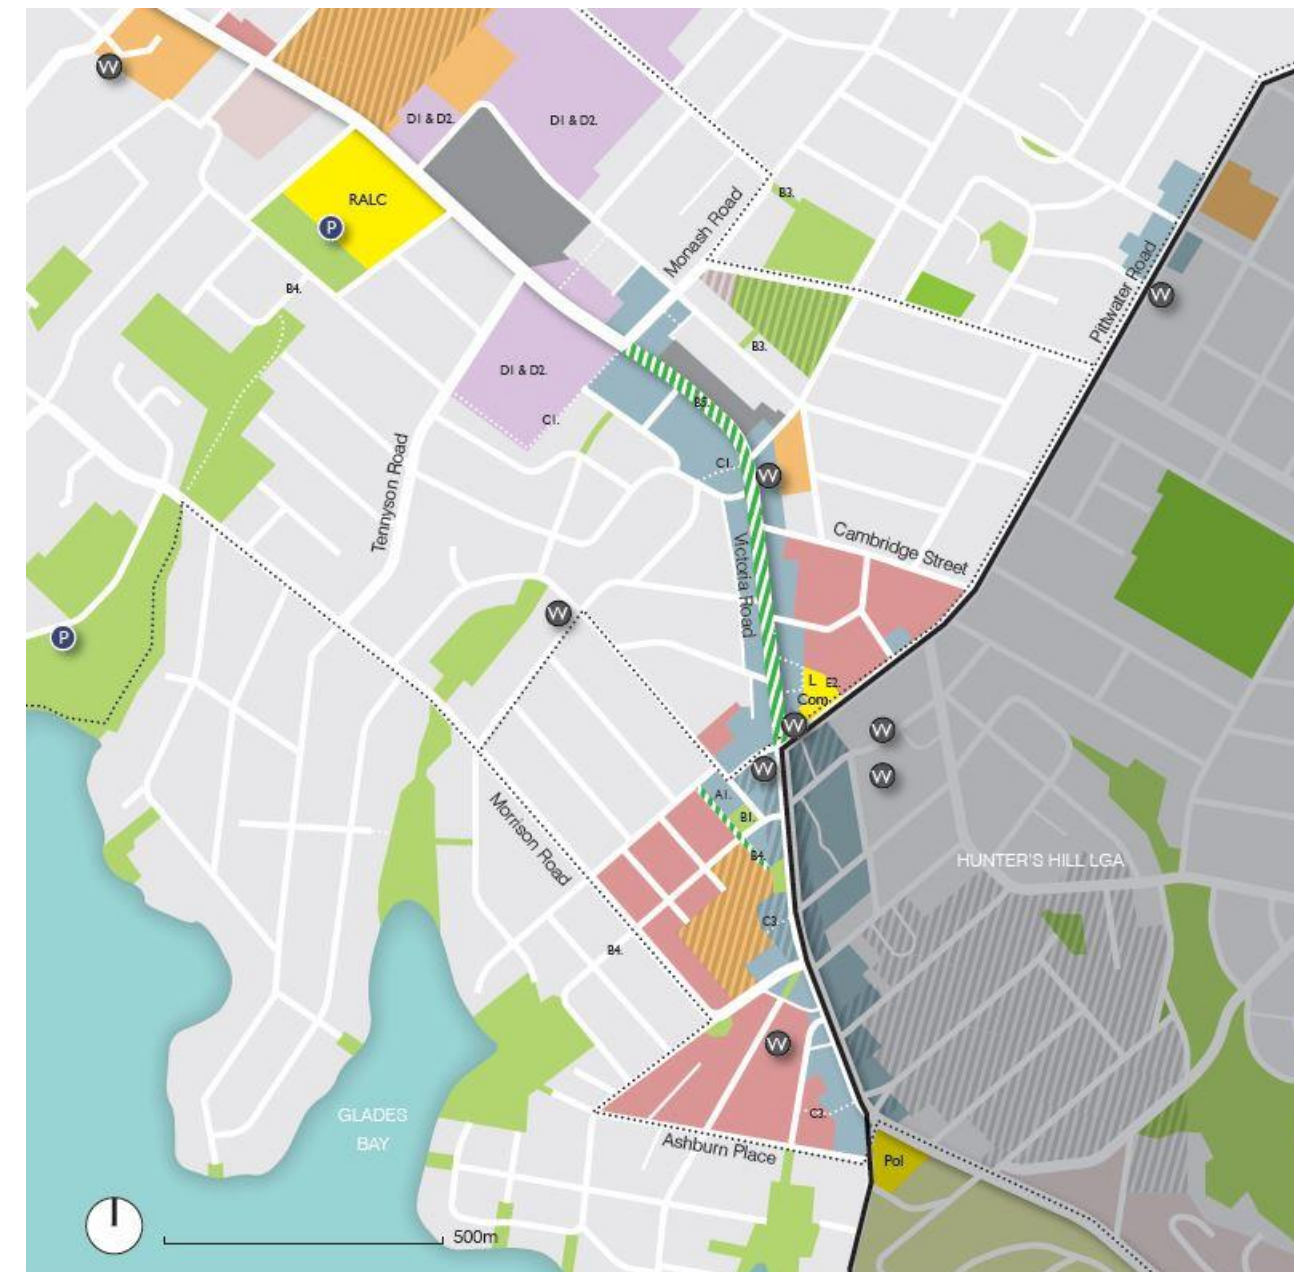 W
D1 & D2.
D1 & D2.
RALC
P
B3.
Monash Road
B4.
Pittwater Road
W
B3.
D1 & D2.
B5.
C1.
C1.
W
Tennyson Road
Cambridge Street
Victoria Road
W
P
L E2.
Com.
W
W
W
W
A1.
B1.
Morrison Road
B4.
HUNTER'S HILL LGA
C3.
B4.
W
GLADES
BAY
C3.
Ashburn Place
Pol
500m